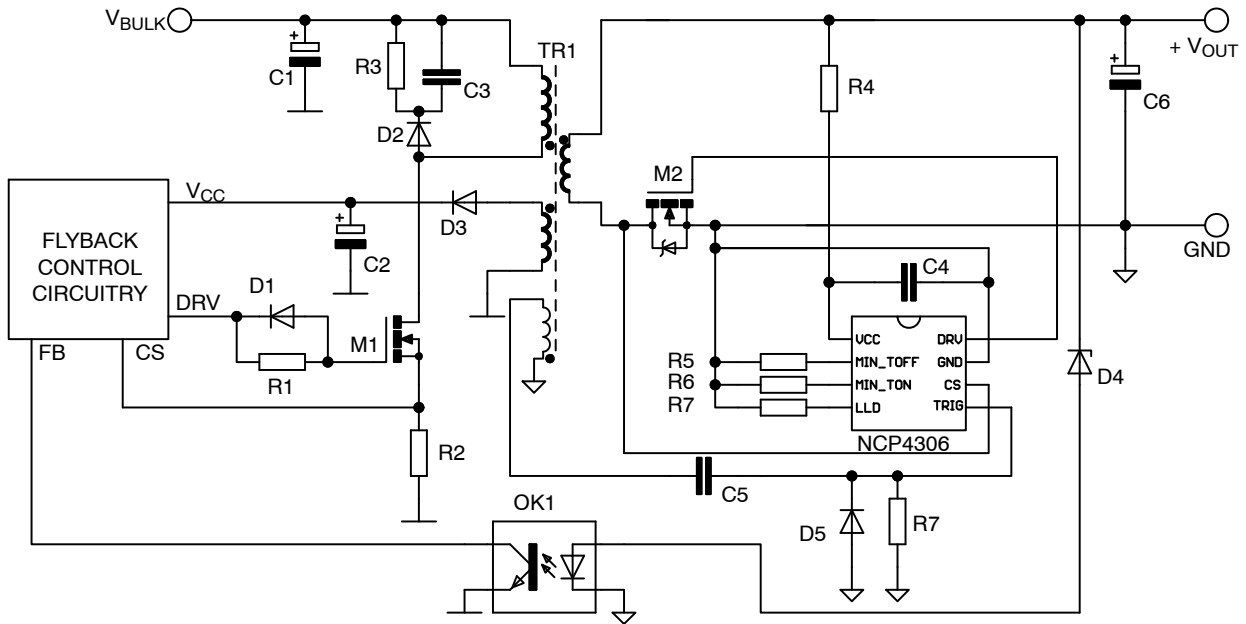 VBULK
+
C1
R3
C3
D2
TR1
R4
+
C6
+ VOUT
M2
GND
VCC
D3
+
C2
FLYBACK
CONTROL
CIRCUITRY
DRV
D1
M1
FB
CS
R1
R2
C4
VCC
DRV
MIN_TOFF
GND
MIN_TON
CS
LLD
TRIG
R5
R6
R7
NCP4306
D4
C5
OK1
D5
R7